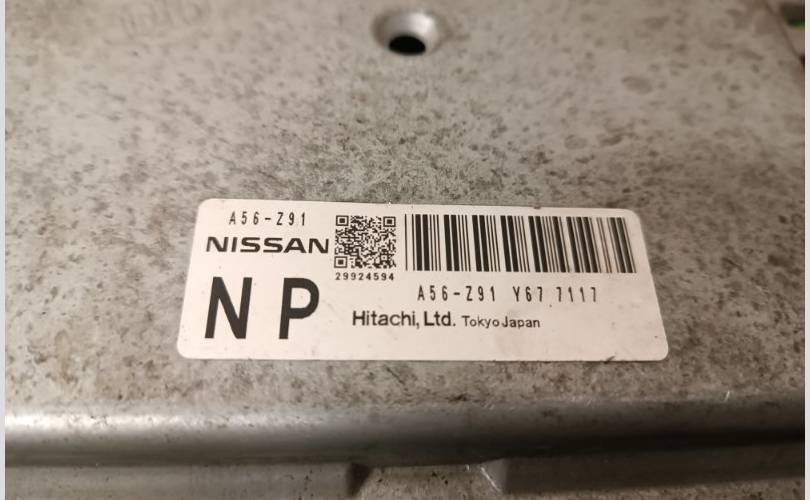 A56-Z91
NISSAN
29924594
A56-Z91 Y67 7117
NP
Hitachi, Ltd. Tokyo Japan